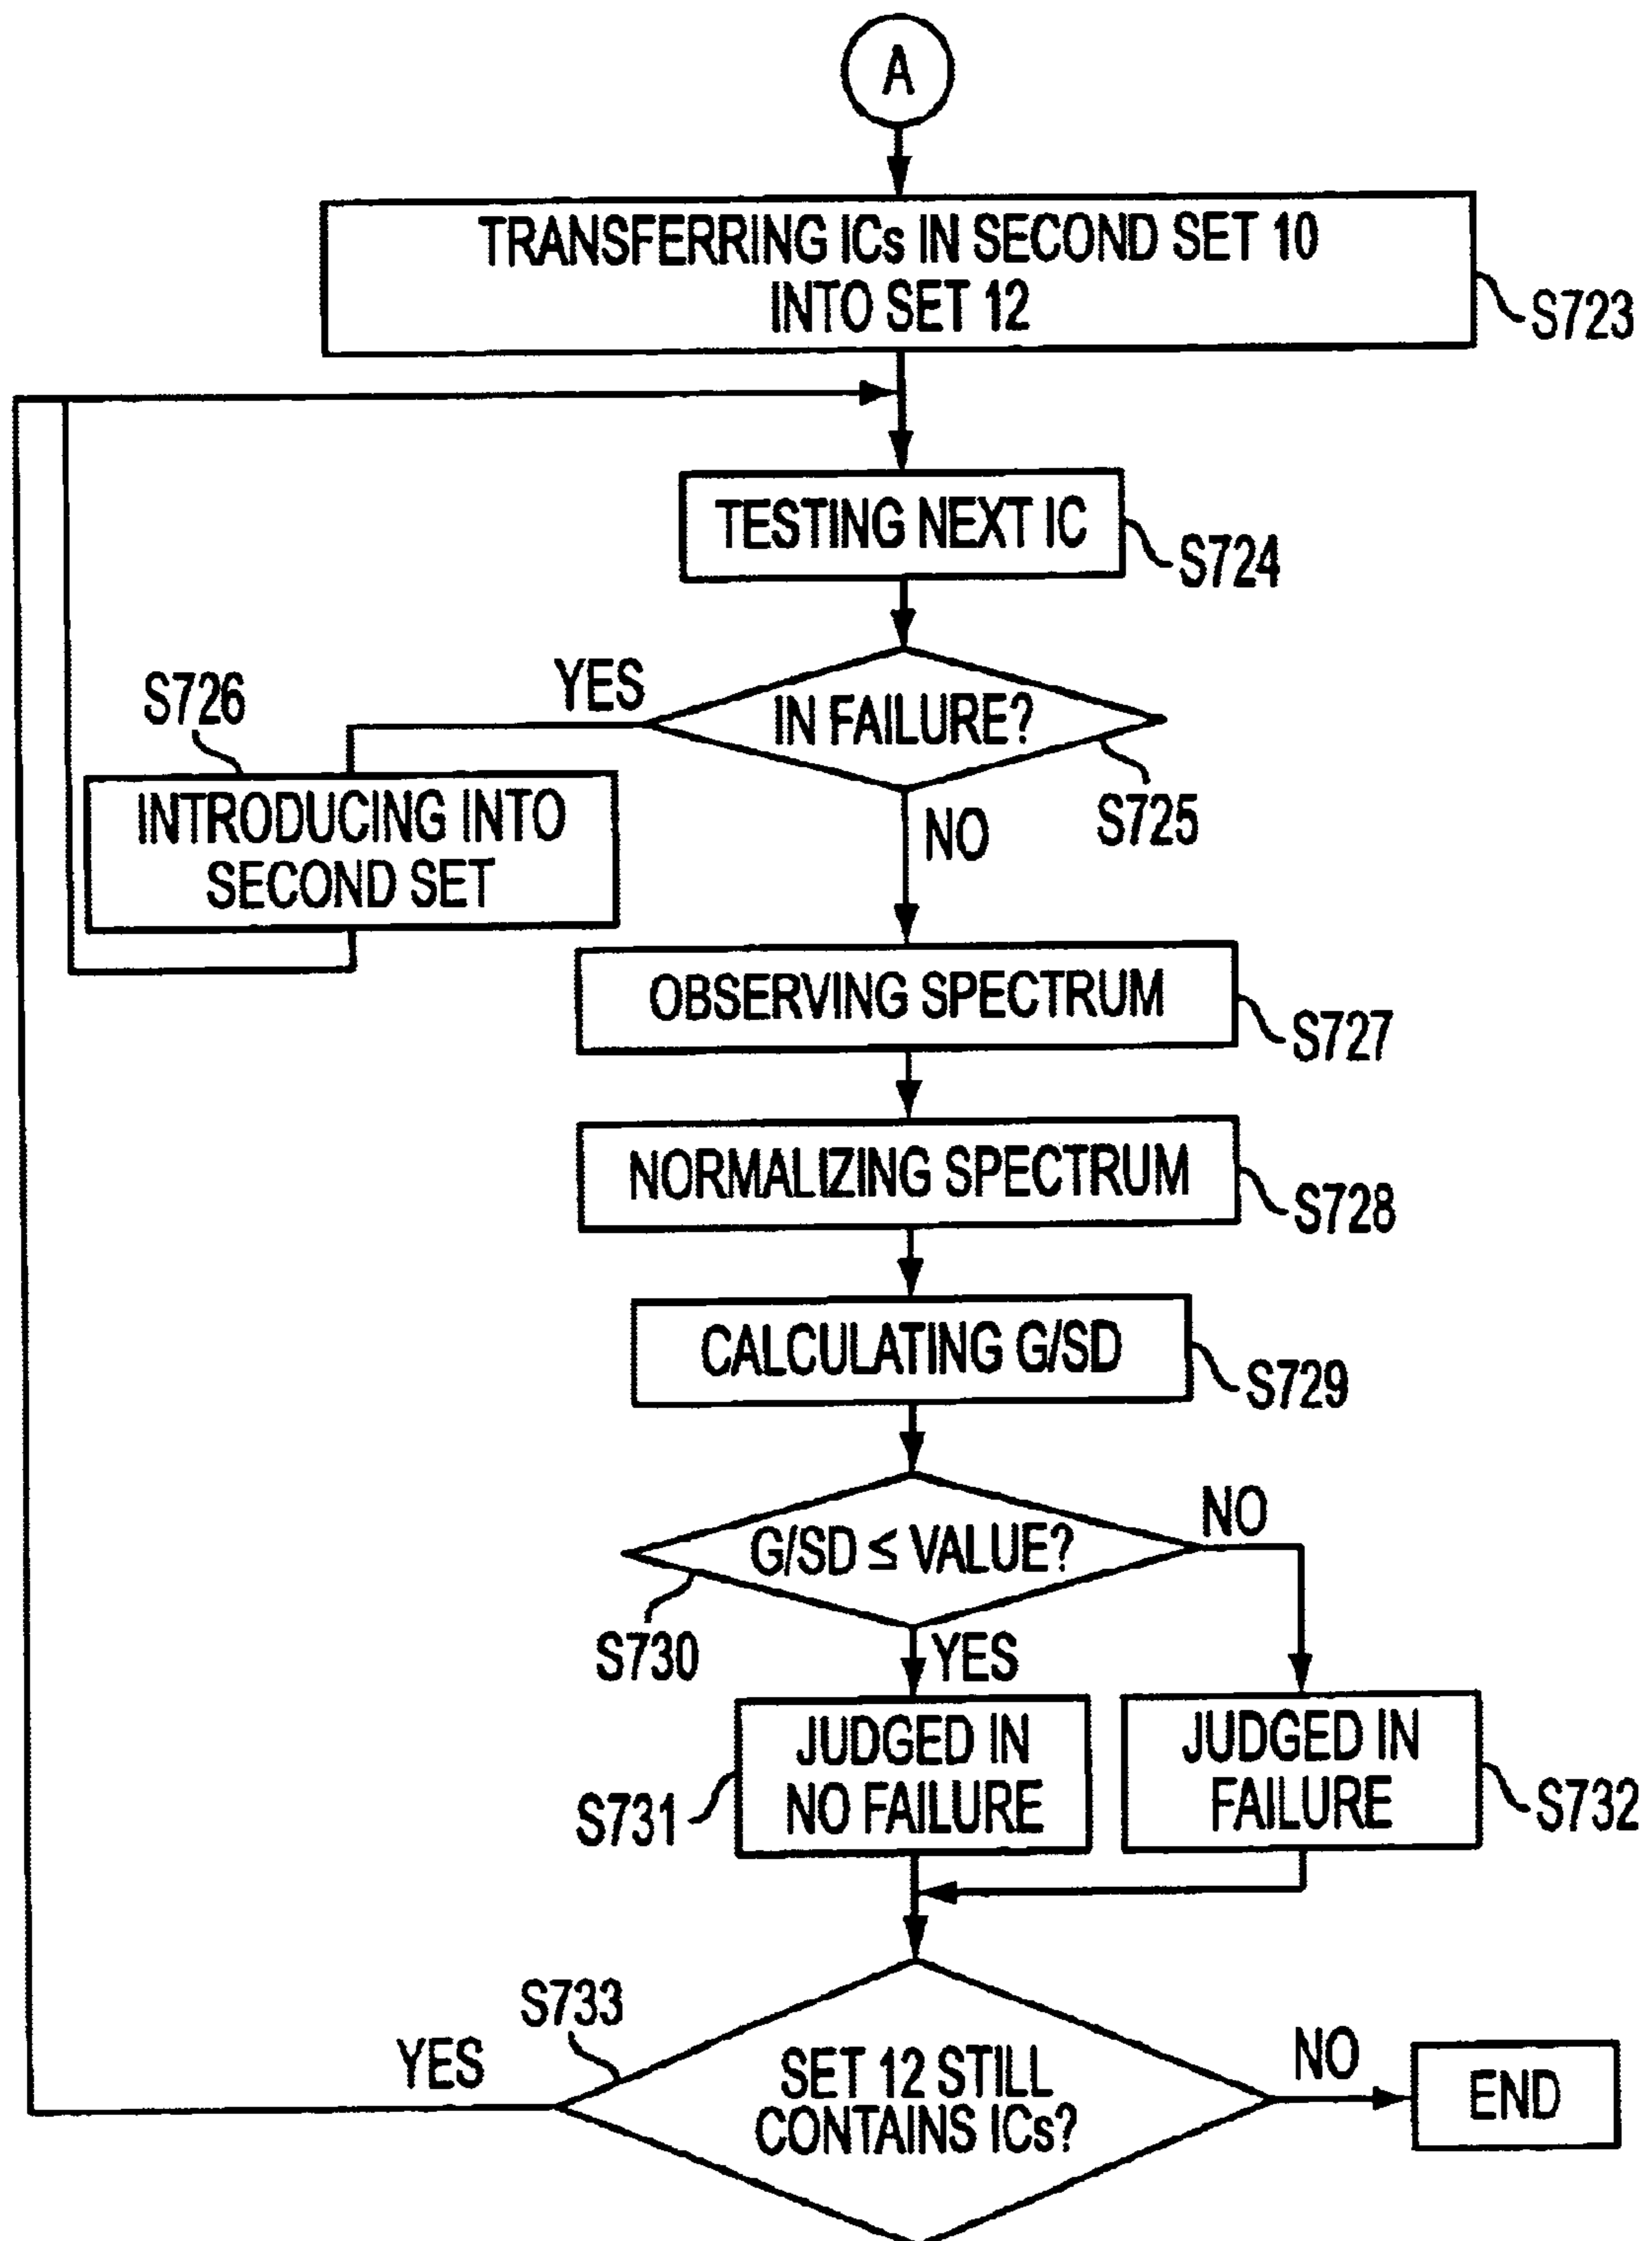 A
TRANSFERRING ICs IN SECOND SET 10
INTO SET 12
S723
TESTING NEXT IC
S724
YES
IN FAILURE?
S725
S726
INTRODUCING INTO
SECOND SET
NO
OBSERVING SPECTRUM
S727
NORMALIZING SPECTRUM
S728
CALCULATING G/SD
S729
G/SD ≤ VALUE?
NO
S730
YES
JUDGED IN
NO FAILURE
S731
JUDGED IN
FAILURE
S732
S733
YES
SET 12 STILL
CONTAINS ICs?
NO
END